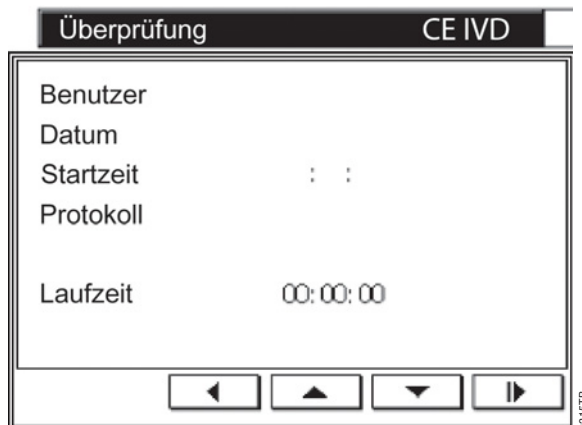 Überprüfung CE IVD
Benutzer
Datum
Startzeit : :
Protokoll
Laufzeit 00:00:00